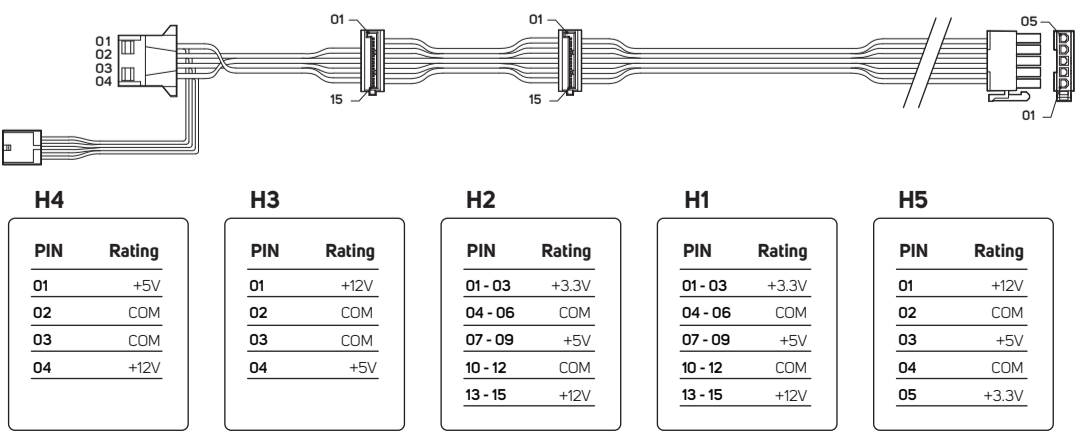 01
02
03
04
01
15
01
15
05
01
H4
PIN Rating
01 +5V
02 COM
03 COM
04 +12V
H3
PIN Rating
01 +12V
02 COM
03 COM
04 +5V
H2
PIN Rating
01 - 03 +3.3V
04 - 06 COM
07 - 09 +5V
10 - 12 COM
13 - 15 +12V
H1
PIN Rating
01 - 03 +3.3V
04 - 06 COM
07 - 09 +5V
10 - 12 COM
13 - 15 +12V
H5
PIN Rating
01 +12V
02 COM
03 +5V
04 COM
05 +3.3V